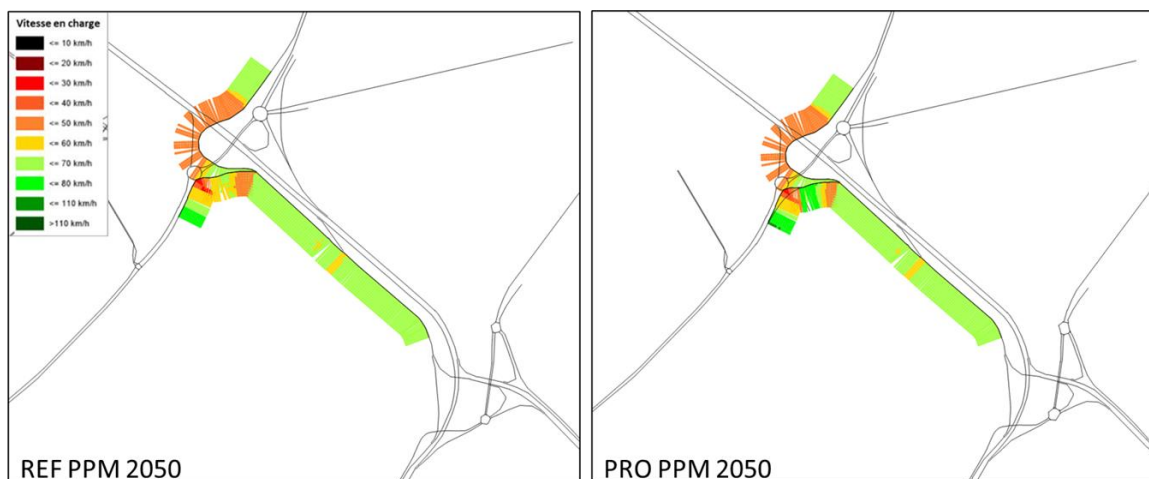 Vitesse en charge
<= 10 km/h
<= 20 km/h
<= 30 km/h
<= 40 km/h
<= 50 km/h
<= 60 km/h
<= 70 km/h
<= 80 km/h
<= 110 km/h
>110 km/h
REF PPM 2050
PRO PPM 2050